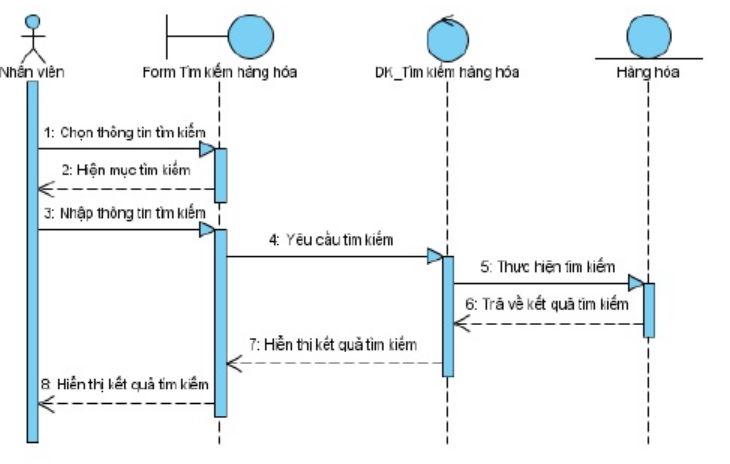 Nhân viên
Form Tìm kiếm hàng hóa
DK_Tìm kiếm hàng hóa
Hàng hóa
1: Chọn thông tin tìm kiếm
2: Hiện mục tìm kiếm
3: Nhập thông tin tìm kiếm
4: Yêu cầu tìm kiếm
5: Thực hiện tìm kiếm
6: Trả về kết quả tìm kiếm
7: Hiển thị kết quả tìm kiếm
8: Hiển thị kết quả tìm kiếm